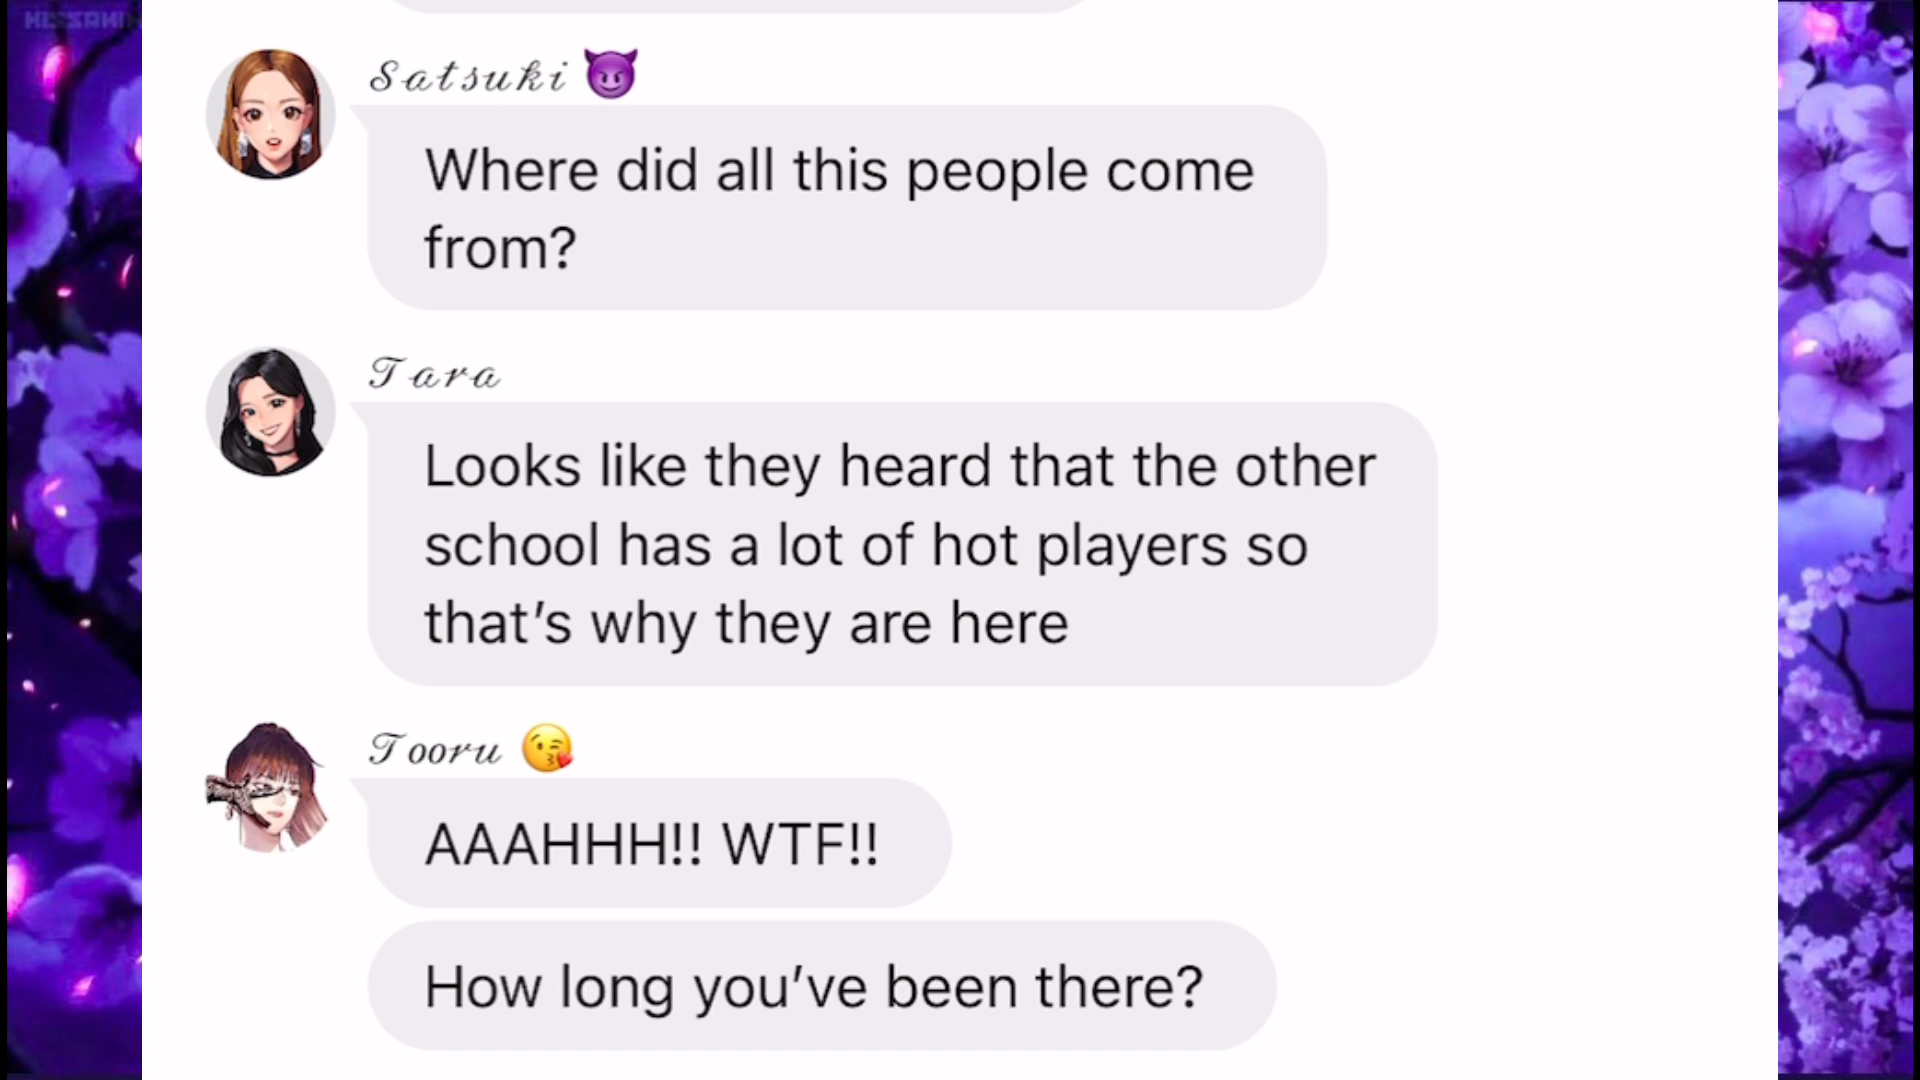 Satsuki 😈
Where did all this people come
from?
Tara
Looks like they heard that the other
school has a lot of hot players so
that’s why they are here
Tooru 😘
AAAHHH!! WTF!!
How long you’ve been there?